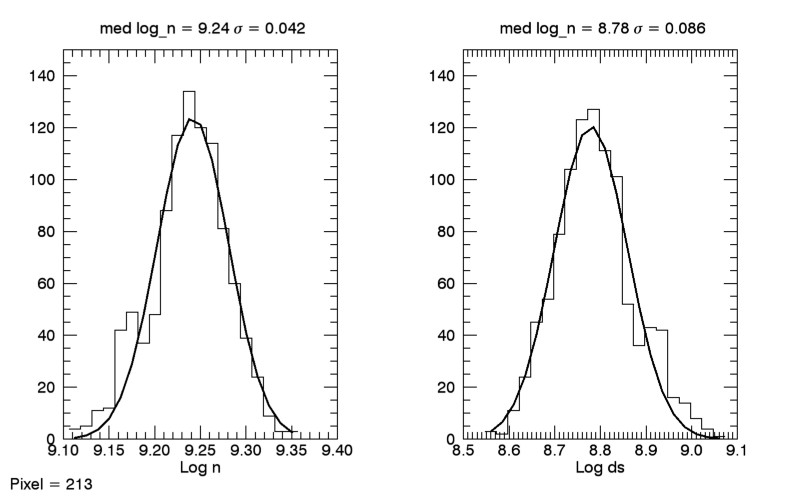 med log_n = 9.24 σ = 0.042
140
120
100
80
60
40
20
0
9.10 9.15 9.20 9.25 9.30 9.35 9.40
Log n
med log_n = 8.78 σ = 0.086
140
120
100
80
60
40
20
0
8.5 8.6 8.7 8.8 8.9 9.0 9.1
Log ds
Pixel = 213